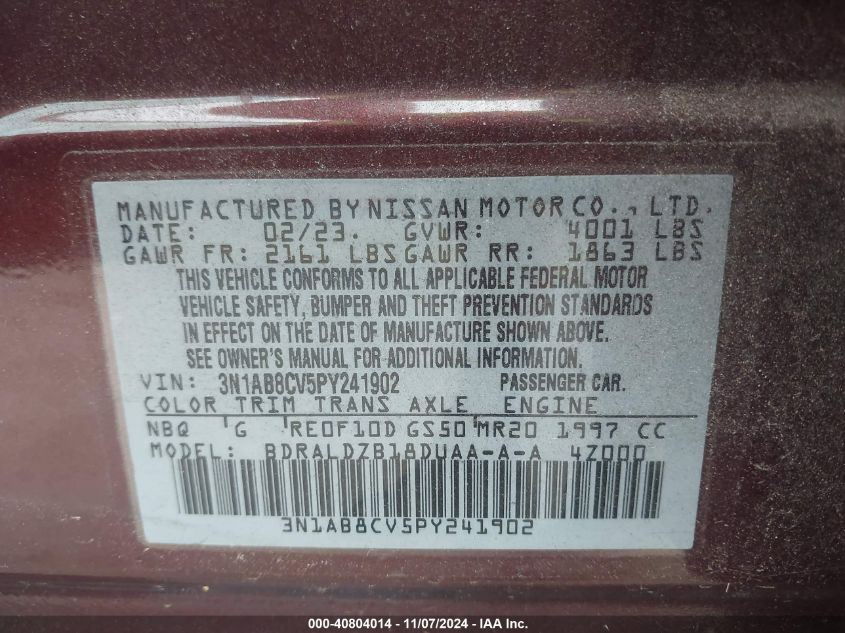 MANUFACTURED BY NISSAN MOTOR CO., LTD.
DATE: 02/23. GVWR: 4001 LBS
GAWR FR: 2161 LBS GAWR RR: 1863 LBS
THIS VEHICLE CONFORMS TO ALL APPLICABLE FEDERAL MOTOR
VEHICLE SAFETY, BUMPER AND THEFT PREVENTION STANDARDS
IN EFFECT ON THE DATE OF MANUFACTURE SHOWN ABOVE.
SEE OWNER'S MANUAL FOR ADDITIONAL INFORMATION.
VIN: 3N1AB8CV5PY241902 PASSENGER CAR.
COLOR TRIM TRANS AXLE ENGINE
NBQ G RE0F10D GS50 MR20 1997 CC
MODEL: BDRALDZB18DUAA-A-A 4Z000
3N1AB8CV5PY241902
000-40804014 — 11/07/2024 — IAA Inc.